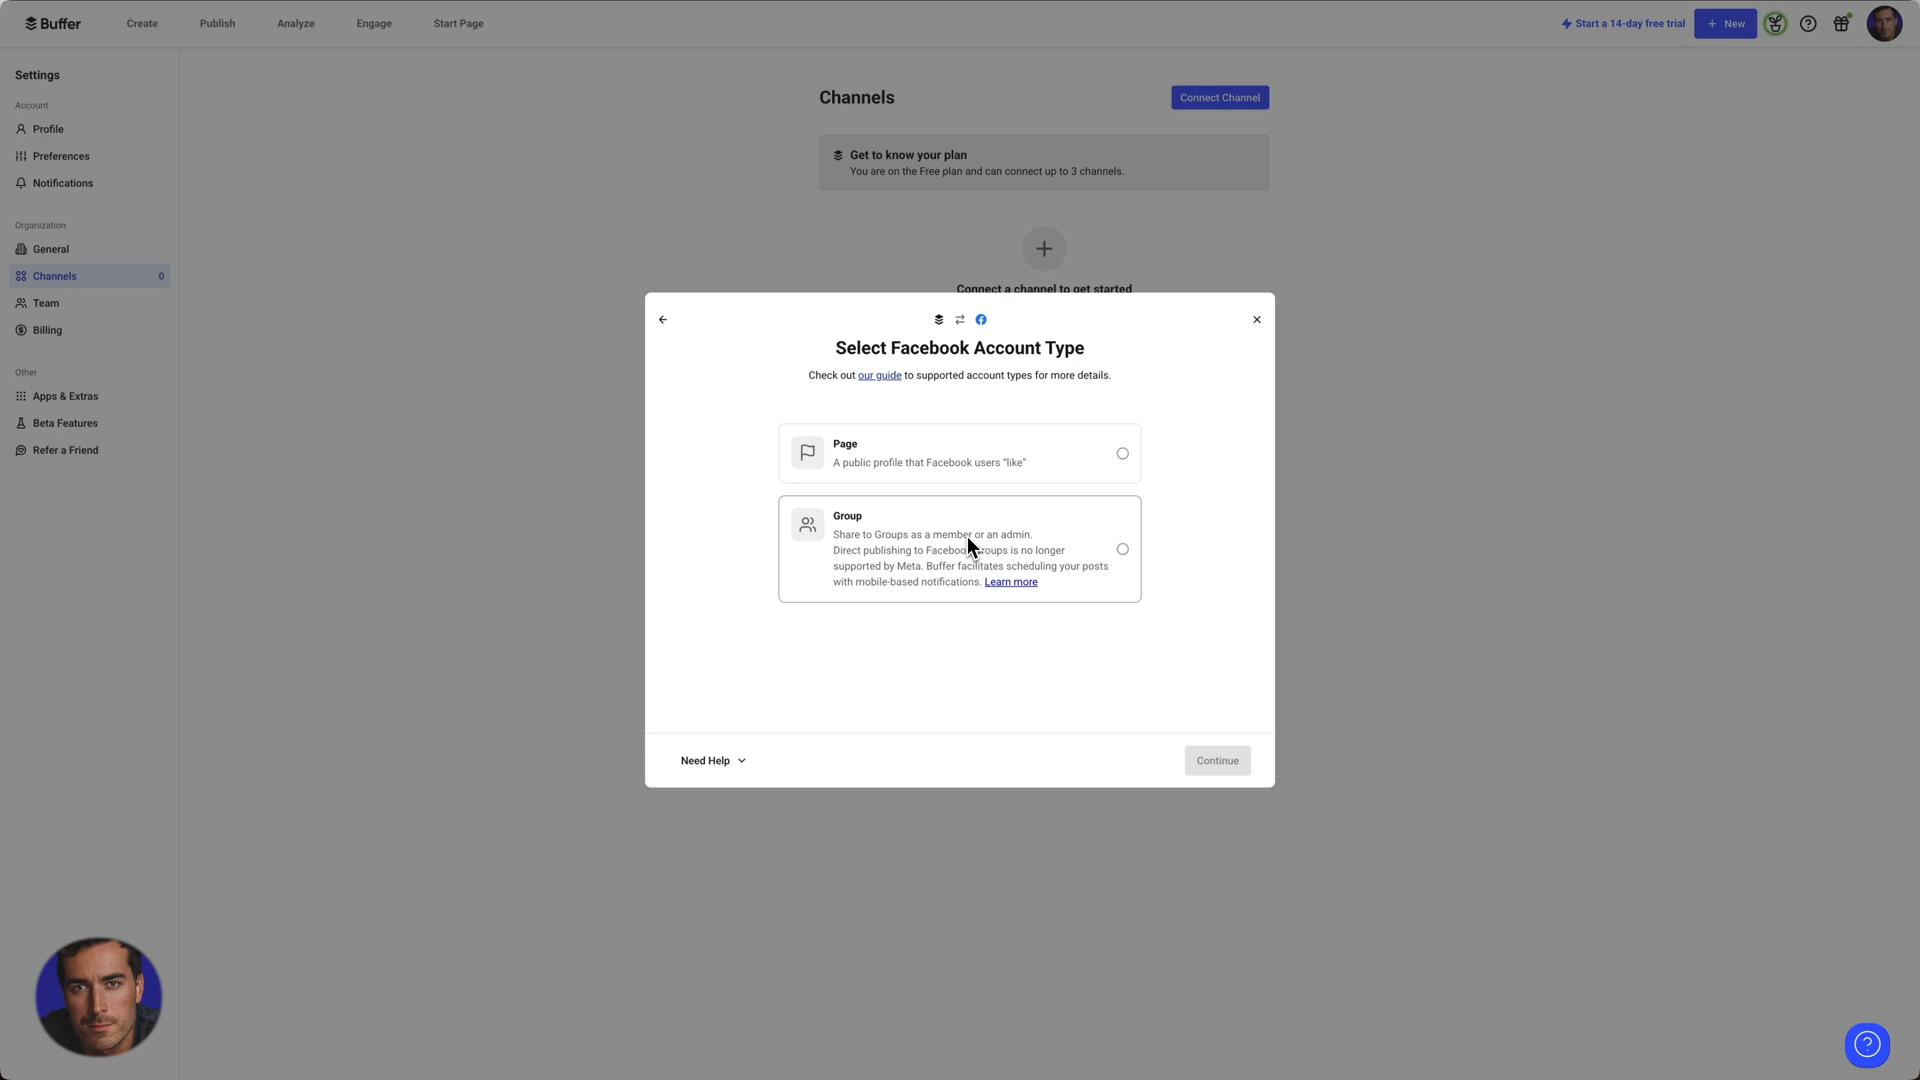 Buffer
Create
Publish
Analyze
Engage
Start Page
Start a 14-day free trial
New
Settings
Account
Profile
Preferences
Notifications
Organization
General
Channels 0
Team
Billing
Other
Apps & Extras
Beta Features
Refer a Friend
Channels
Connect Channel
Get to know your plan
You are on the Free plan and can connect up to 3 channels.
Connect a channel to get started
Select Facebook Account Type
Check out our guide to supported account types for more details.
Page
A public profile that Facebook users “like”
Group
Share to Groups as a member or an admin.
Direct publishing to Facebook Groups is no longer
supported by Meta. Buffer facilitates scheduling your posts
with mobile-based notifications. Learn more
Need Help
Continue